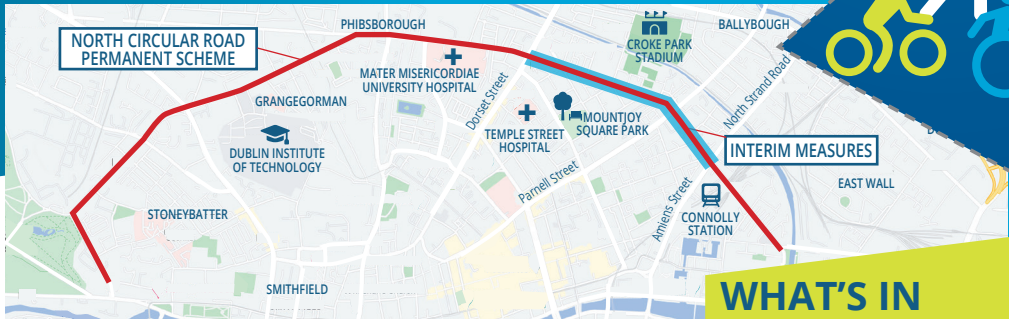 PHIBSBOROUGH
BALLYBOUGH
NORTH CIRCULAR ROAD
PERMANENT SCHEME
CROKE PARK
STADIUM
MATER MISERICORDIAE
UNIVERSITY HOSPITAL
Dorset Street
North Strand Road
GRANGEGORMAN
MOUNTJOY
SQUARE PARK
TEMPLE STREET
HOSPITAL
DUBLIN INSTITUTE
OF TECHNOLOGY
INTERIM MEASURES
Parnell Street
EAST WALL
Amiens Street
STONEYBATTER
CONNOLLY
STATION
SMITHFIELD
WHAT'S IN